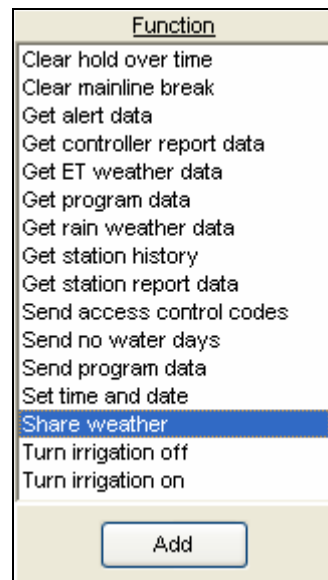 Function
Clear hold over time
Clear mainline break
Get alert data
Get controller report data
Get ET weather data
Get program data
Get rain weather data
Get station history
Get station report data
Send access control codes
Send no water days
Send program data
Set time and date
Share weather
Turn irrigation off
Turn irrigation on
Add